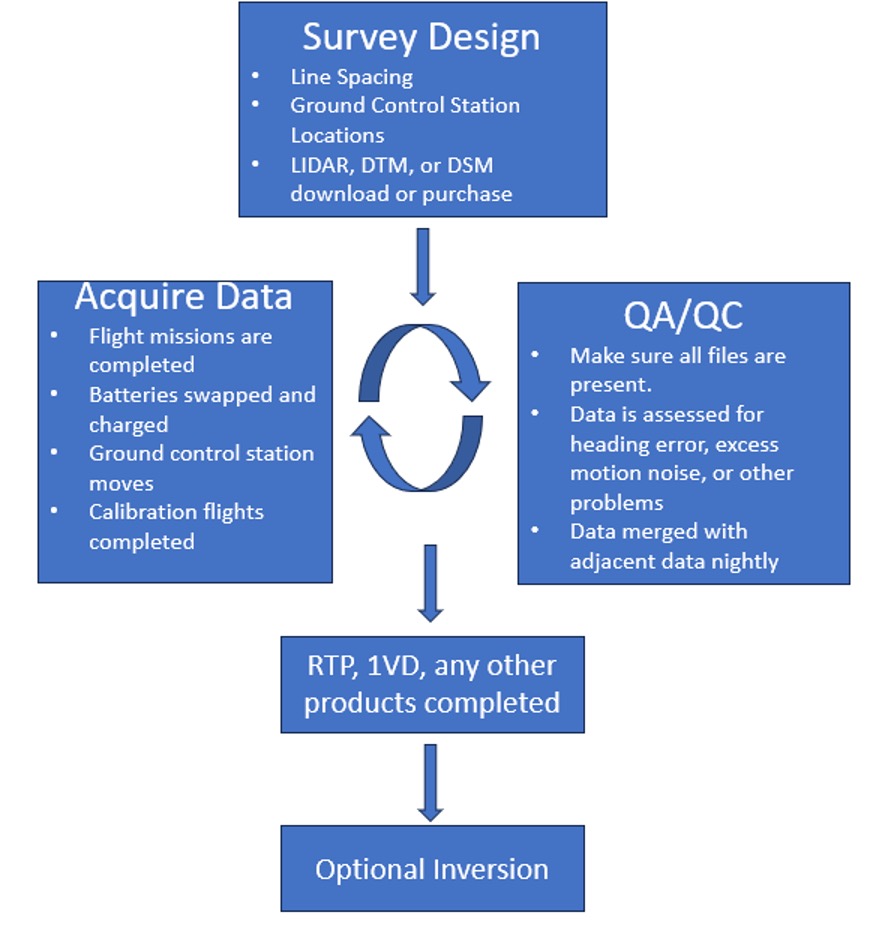 Survey Design
• Line Spacing
• Ground Control Station
Locations
• LIDAR, DTM, or DSM
download or purchase
Acquire Data
• Flight missions are
completed
• Batteries swapped and
charged
• Ground control station
moves
• Calibration flights
completed
QA/QC
• Make sure all files are
present.
• Data is assessed for
heading error, excess
motion noise, or other
problems
• Data merged with
adjacent data nightly
RTP, 1VD, any other
products completed
Optional Inversion